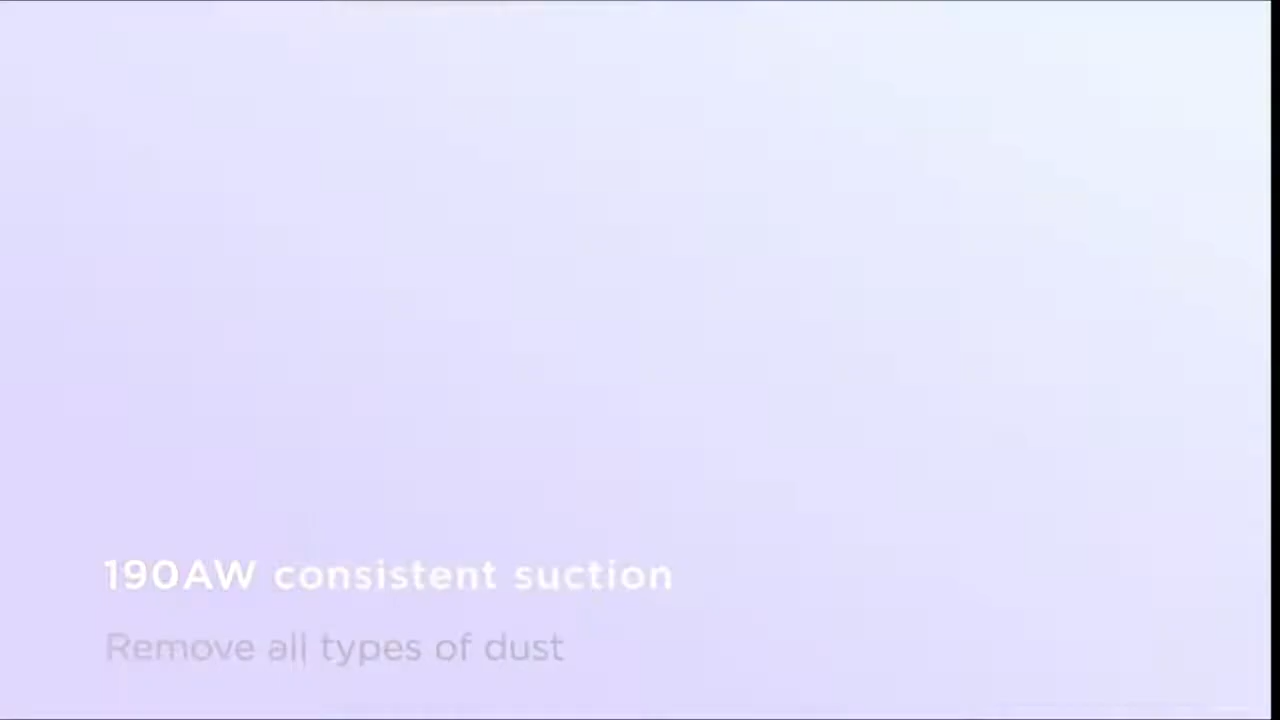 190AW consistent suction
Remove all types of dust